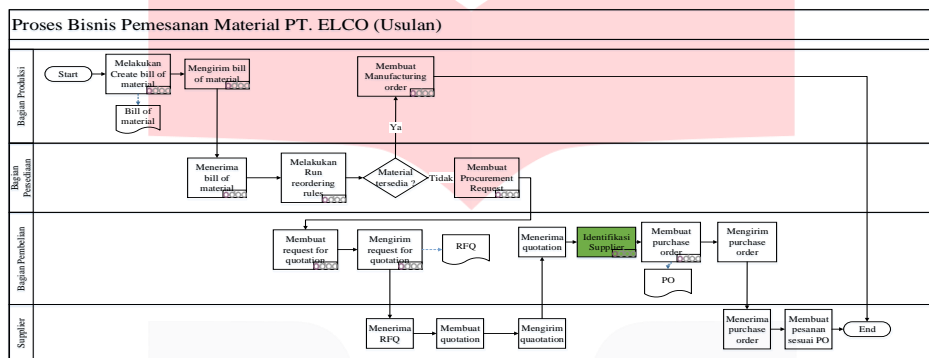 Proses Bisnis Pemesanan Material PT. ELCO (Usulan)
Bagian Produksi
Start
Melakukan
Create bill of
material
Mengirim bill
of material
Bill of
material
Membuat
Manufacturing
order
Ya
Bagian
Persediaan
Menerima
bill of
material
Melakukan
Run
reordering
rules
Material
tersedia ?
Tidak
Membuat
Procurement
Request
Bagian Pembelian
Membuat
request for
quotation
Mengirim
request for
quotation
RFQ
Menerima
quotation
Identifikasi
Supplier
Membuat
purchase
order
PO
Mengirim
purchase
order
Supplier
Menerima
RFQ
Membuat
quotation
Mengirim
quaotation
Menerima
purchase
order
Membuat
pesanan
sesuai PO
End